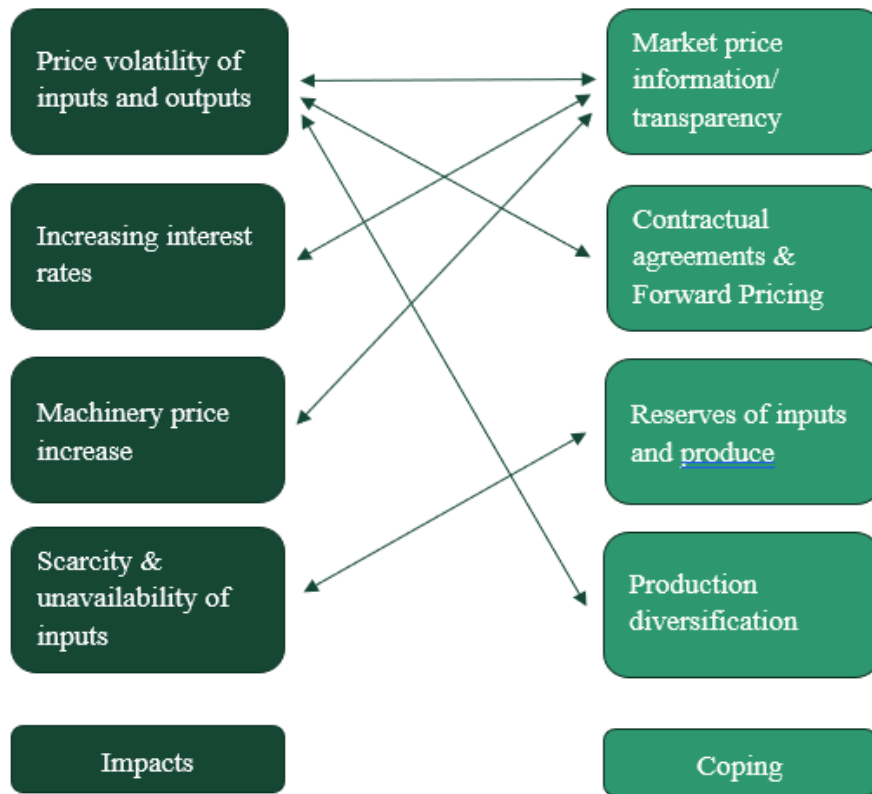 Price volatility of
inputs and outputs
Market price
information/
transparency
Increasing interest
rates
Contractual
agreements &
Forward Pricing
Machinery price
increase
Reserves of inputs
and produce
Scarcity &
unavailability of
inputs
Production
diversification
Impacts
Coping